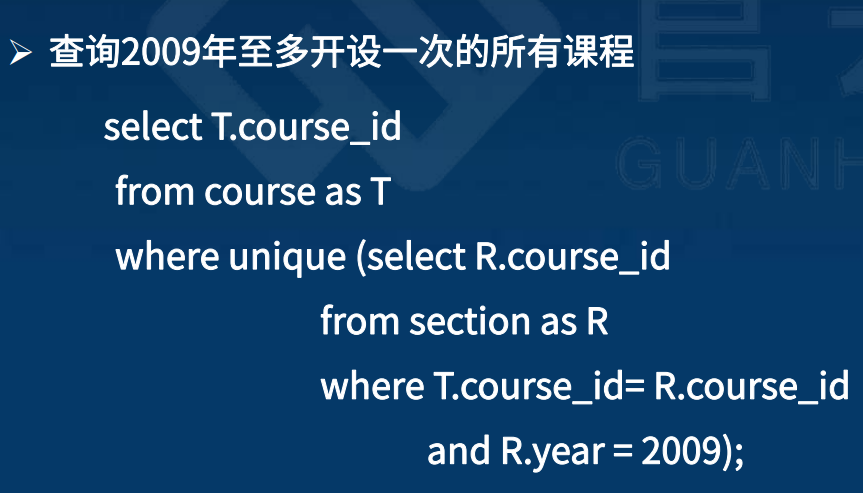 ➢ 查询2009年至多开设一次的所有课程
select T.course_id
from course as T
where unique (select R.course_id
from section as R
where T.course_id= R.course_id
and R.year = 2009);
GUANH